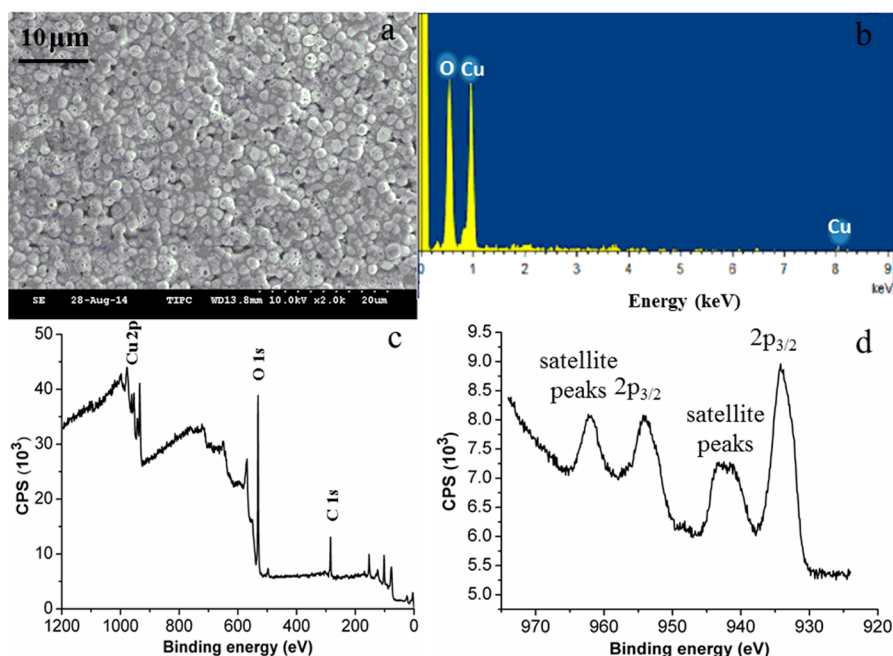 10 μm
a
SE 28-Aug-14 TIPC WD13.8mm 10.0kV x2.0k 20um
b
O Cu
Cu
0 1 2 3 4 5 6 7 8 9
keV
Energy (keV)
c
Cu 2p
O 1s
C 1s
CPS (10³)
50
40
30
20
10
0
1200 1000 800 600 400 200 0
Binding energy (eV)
d
satellite
peaks
2p3/2
satellite
peaks
2p3/2
CPS (10³)
9.5
9.0
8.5
8.0
7.5
7.0
6.5
6.0
5.5
5.0
970 960 950 940 930 920
Binding energy (eV)